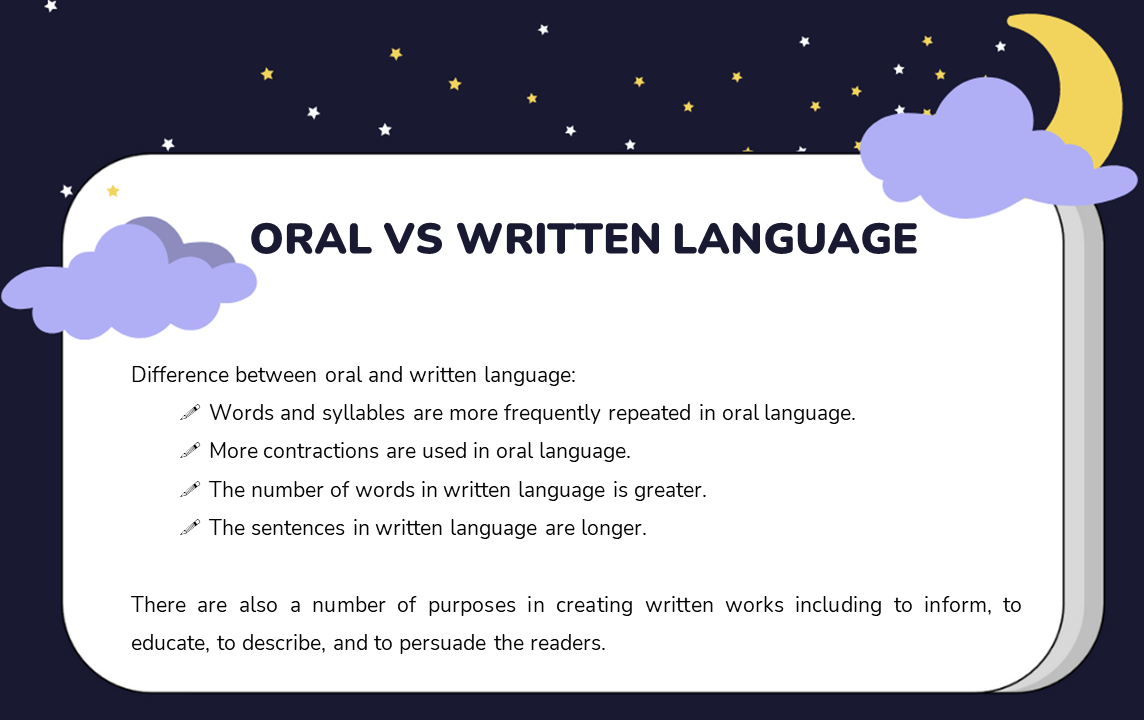 ORAL VS WRITTEN LANGUAGE
Difference between oral and written language:
Words and syllables are more frequently repeated in oral language.
More contractions are used in oral language.
The number of words in written language is greater.
The sentences in written language are longer.
There are also a number of purposes in creating written works including to inform, to
educate, to describe, and to persuade the readers.